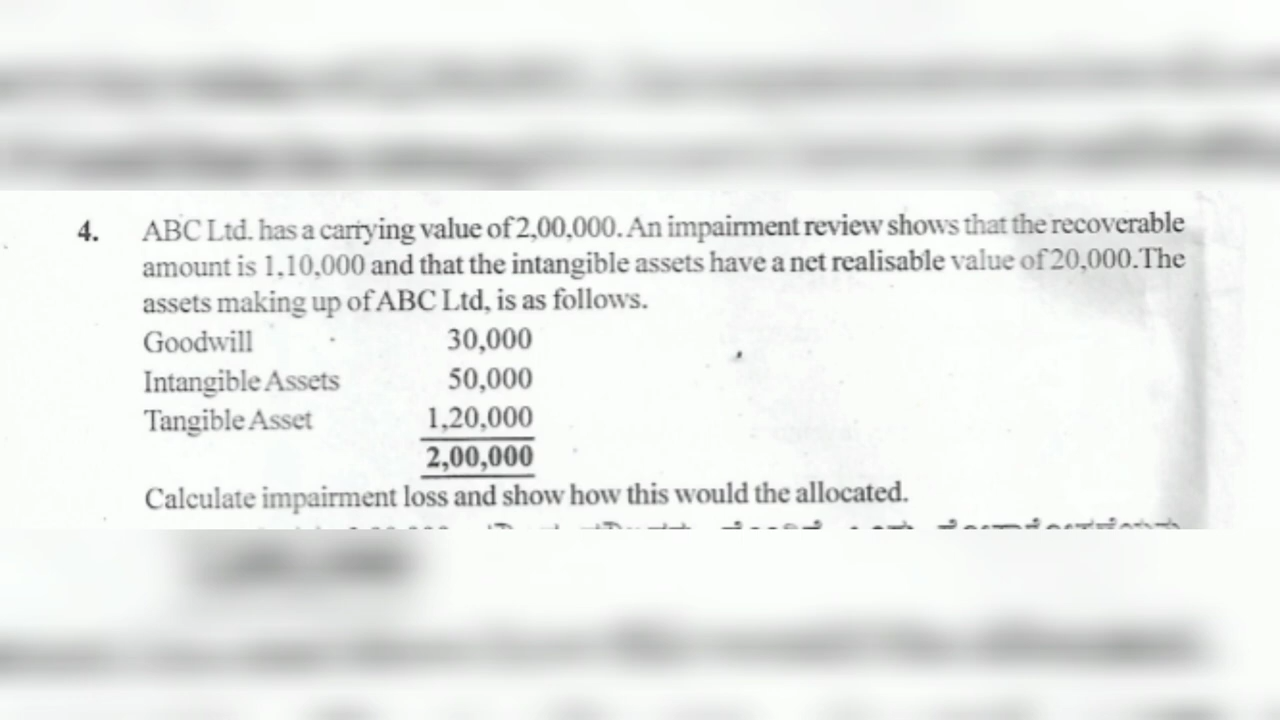 4. ABC Ltd. has a carrying value of 2,00,000. An impairment review shows that the recoverable
amount is 1,10,000 and that the intangible assets have a net realisable value of 20,000.The
assets making up of ABC Ltd, is as follows.
Goodwill 30,000
Intangible Assets 50,000
Tangible Asset 1,20,000
2,00,000
Calculate impairment loss and show how this would the allocated.